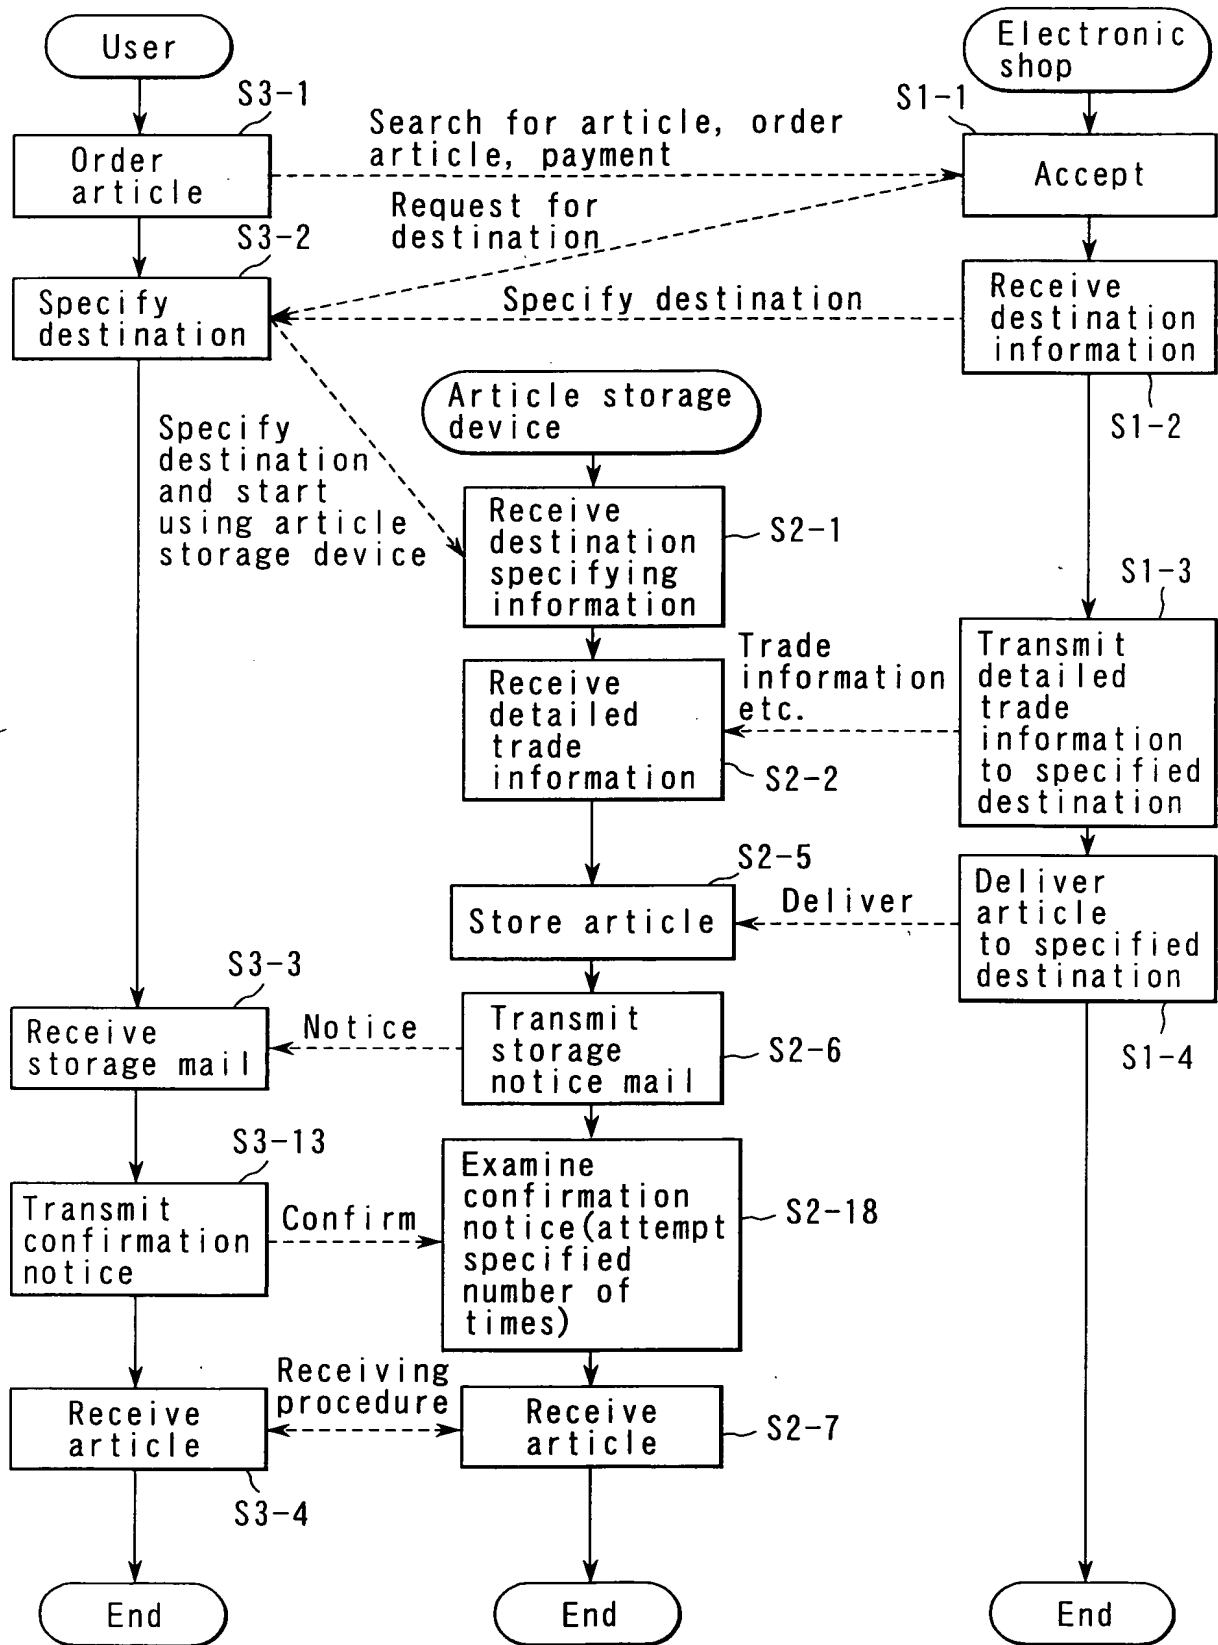 User
Electronic
shop
S3-1
S1-1
Order
article
Search for article, order
article, payment
Accept
Request for
destination
S3-2
Specify
destination
Specify destination
Receive
destination
information
S1-2
Article storage
device
Specify
destination
and start
using article
storage device
Receive
destination
specifying
information
S2-1
S1-3
Receive
detailed
trade
information
S2-2
Trade
information
etc.
Transmit
detailed
trade
information
to specified
destination
S2-5
Store article
Deliver
Deliver
article
to specified
destination
S1-4
S3-3
Receive
storage mail
Notice
Transmit
storage
notice mail
S2-6
S3-13
Transmit
confirmation
notice
Confirm
Examine
confirmation
notice(attempt
specified
number of
times)
S2-18
Receive
article
S3-4
Receiving
procedure
Receive
article
S2-7
End
End
End